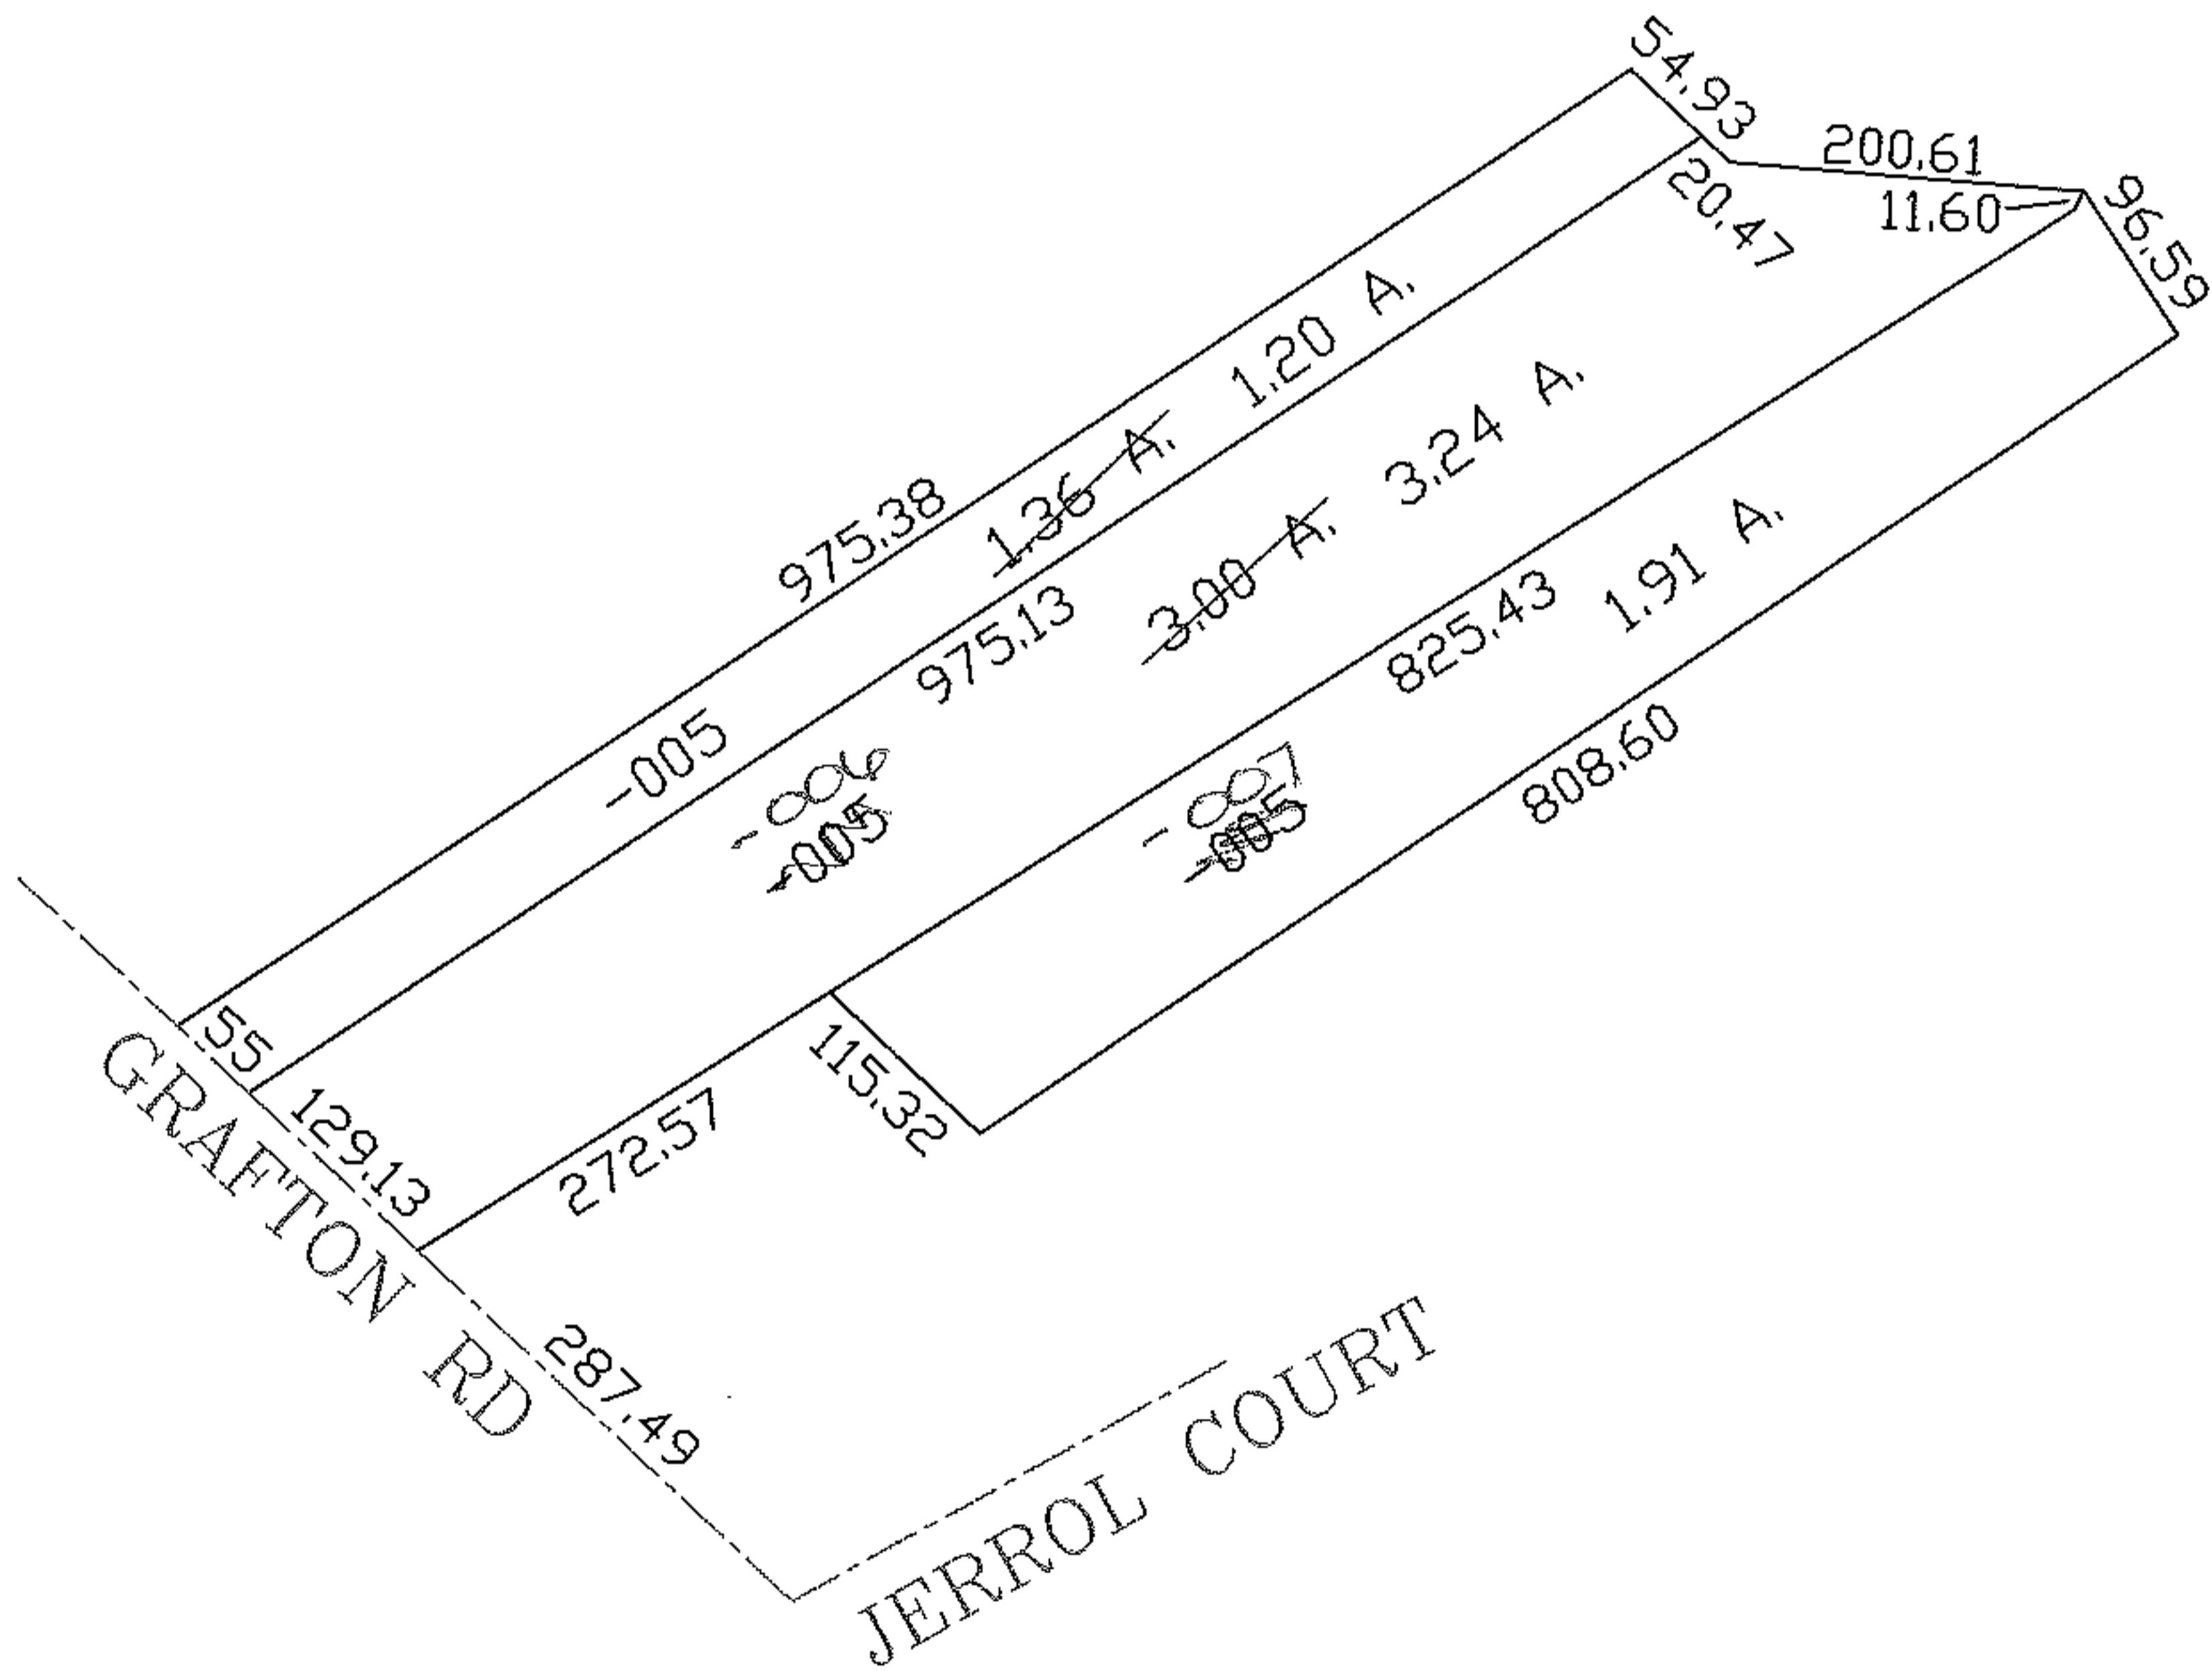 54.93
200.61
20.47
11.60
96.59
1.20 A.
975.38
1.36 A.
3.24 A.
3.00 A.
975.13
825.43
1.91 A.
-005
-006
-005
-007
-005
808.60
55
129.13
GRAFTON RD
272.57
115.32
287.49
JERROL COURT